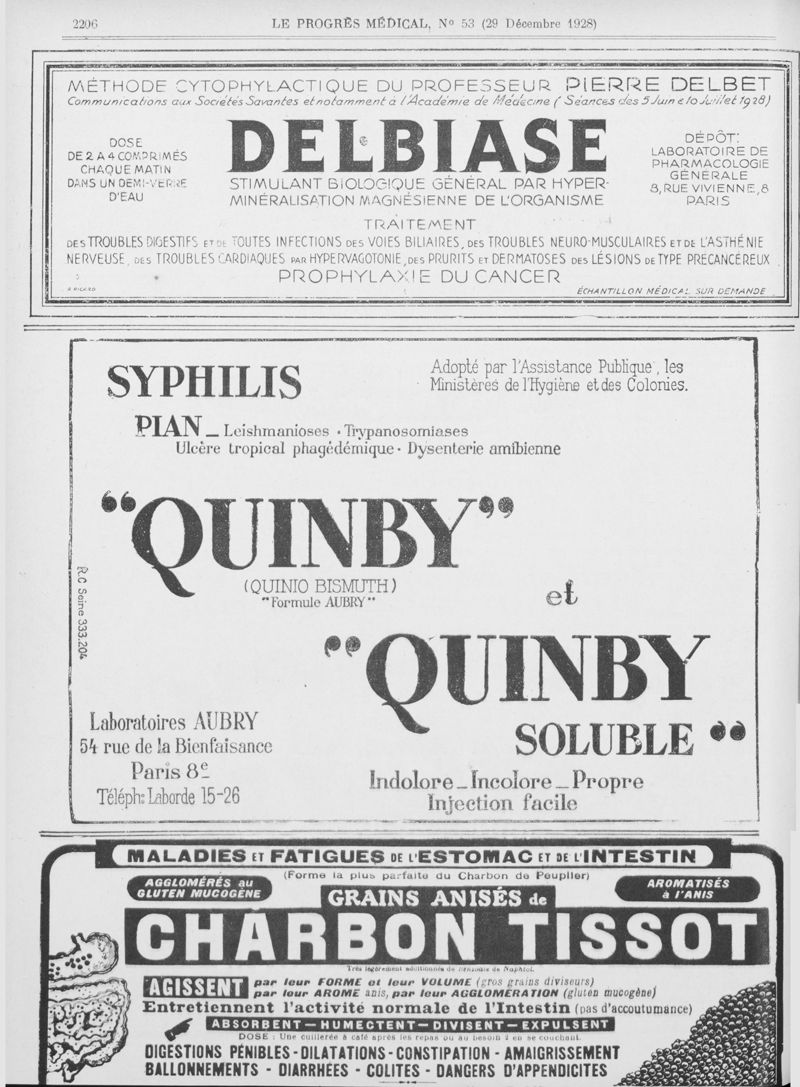 2206
LE PROGRÈS MÉDICAL, No 53 (29 Décembre 1928)
MÉTHODE CYTOPHYLACTIQUE DU PROFESSEUR PIERRE DELBET
Communications aux Sociétés Savantes et notamment à l'Académie de Médecine (Séances des 5 Juin et 10 Juillet 1928)
DOSE
DE 2 A 4 COMPRIMÉS
CHAQUE MATIN
DANS UN DEMI-VERRE
D'EAU
DELBIASE
STIMULANT BIOLOGIQUE GÉNÉRAL PAR HYPER-
MINÉRALISATION MAGNÉSIENNE DE L'ORGANISME
DÉPÔT:
LABORATOIRE DE
PHARMACOLOGIE
GÉNÉRALE
8, RUE VIVIENNE, 8
PARIS
TRAITEMENT
DES TROUBLES DIGESTIFS ET DE TOUTES INFECTIONS DES VOIES BILIAIRES, DES TROUBLES NEURO-MUSCULAIRES ET DE L'ASTHÉNIE
NERVEUSE, DES TROUBLES CARDIAQUES PAR HYPERVAGOTONIE, DES PRURITS ET DERMATOSES DES LÉSIONS DE TYPE PRÉCANCÉREUX
PROPHYLAXIE DU CANCER
ÉCHANTILLON MÉDICAL SUR DEMANDE
SYPHILIS
Adopté par l'Assistance Publique, les
Ministères de l'Hygiène et des Colonies.
PIAN _ Leishmanioses • Trypanosomiases
Ulcère tropical phagédémique • Dysenterie amibienne
"QUINBY"
(QUINIO BISMUTH)
"Formule AUBRY"
et
"QUINBY
SOLUBLE"
R.C Seine 333.204
Laboratoires AUBRY
54 rue de la Bienfaisance
Paris 8e
Téléph: Laborde 15-26
Indolore _ Incolore _ Propre
Injection facile
MALADIES ET FATIGUES DE L'ESTOMAC ET DE L'INTESTIN
(Forme la plus parfaite du Charbon de Peuplier)
AGGLOMÉRÉS au
GLUTEN MUCOGÈNE
GRAINS ANISÉS de
AROMATISÉS
à l'ANIS
CHARBON TISSOT
Très légèrement additionnés de benzoate de Naphtol.
AGISSENT
par leur FORME et leur VOLUME (gros grains diviseurs)
par leur AROME anis, par leur AGGLOMÉRATION (gluten mucogène)
Entretiennent l'activité normale de l'Intestin (pas d'accoutumance)
ABSORBENT — HUMECTENT — DIVISENT — EXPULSENT
DOSE : Une cuillerée à café après les repas ou au besoin 2 en se couchant.
DIGESTIONS PÉNIBLES - DILATATIONS - CONSTIPATION - AMAIGRISSEMENT
BALLONNEMENTS - DIARRHÉES - COLITES - DANGERS D'APPENDICITES